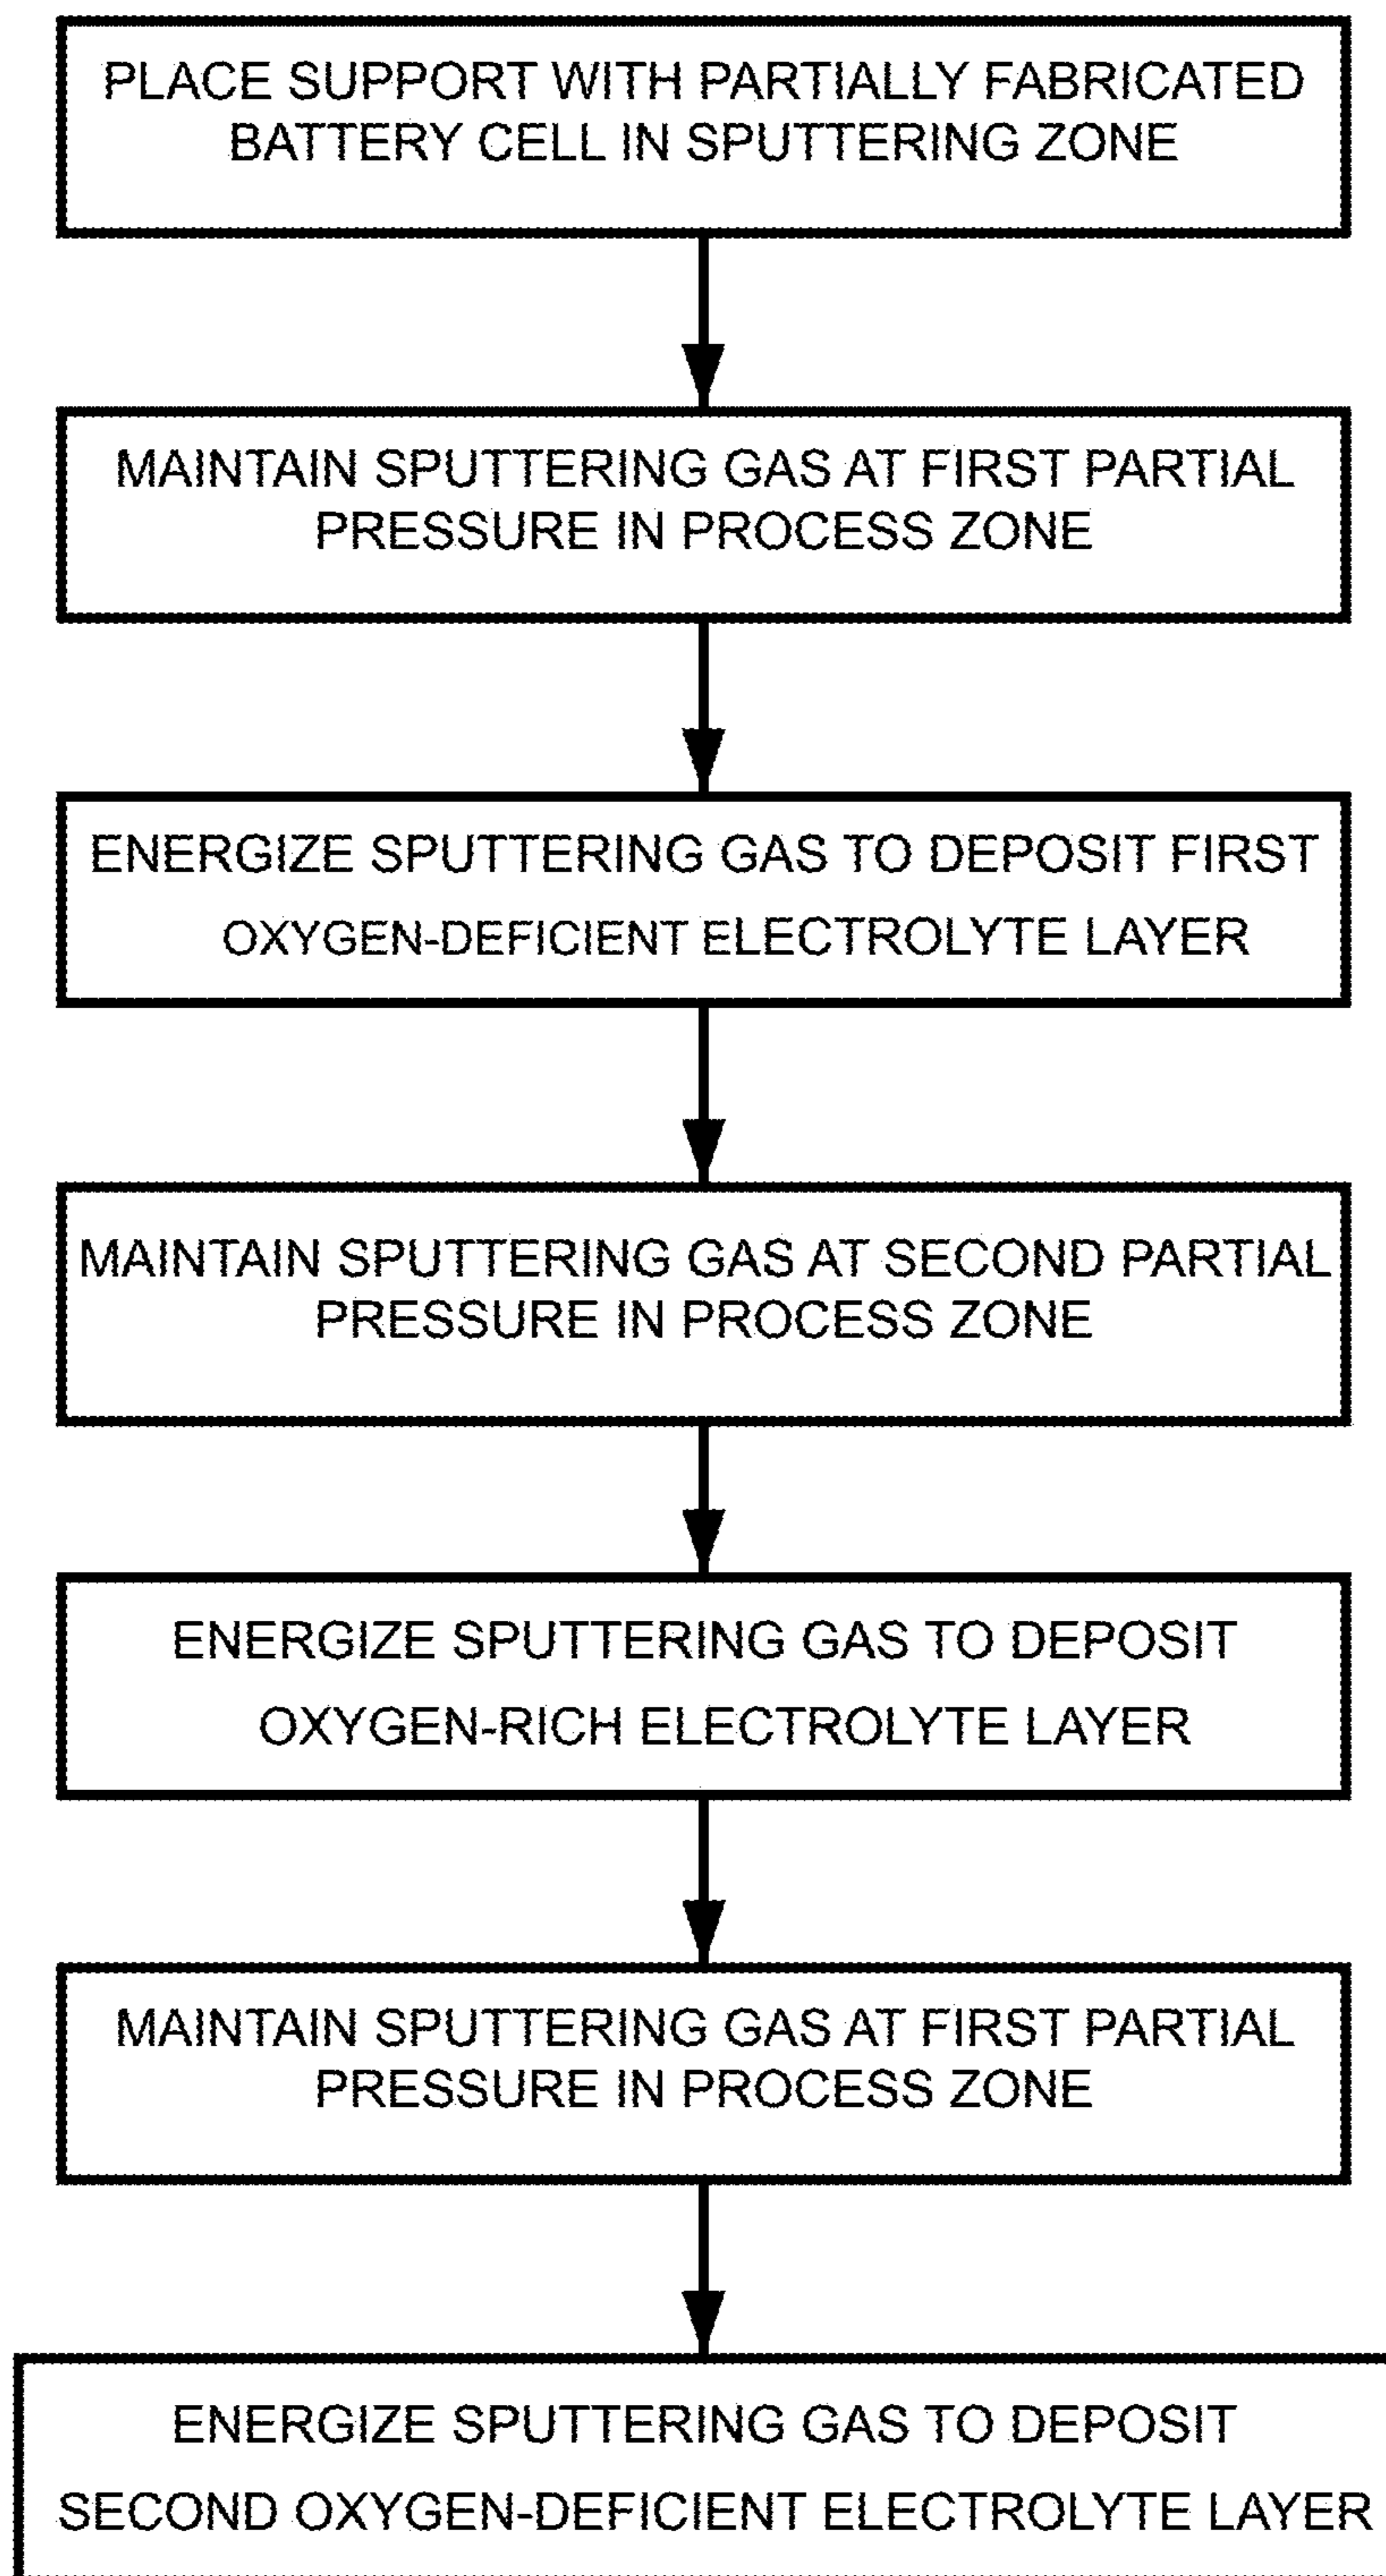 PLACE SUPPORT WITH PARTIALLY FABRICATED
BATTERY CELL IN SPUTTERING ZONE
MAINTAIN SPUTTERING GAS AT FIRST PARTIAL
PRESSURE IN PROCESS ZONE
ENERGIZE SPUTTERING GAS TO DEPOSIT FIRST
OXYGEN-DEFICIENT ELECTROLYTE LAYER
MAINTAIN SPUTTERING GAS AT SECOND PARTIAL
PRESSURE IN PROCESS ZONE
ENERGIZE SPUTTERING GAS TO DEPOSIT
OXYGEN-RICH ELECTROLYTE LAYER
MAINTAIN SPUTTERING GAS AT FIRST PARTIAL
PRESSURE IN PROCESS ZONE
ENERGIZE SPUTTERING GAS TO DEPOSIT
SECOND OXYGEN-DEFICIENT ELECTROLYTE LAYER